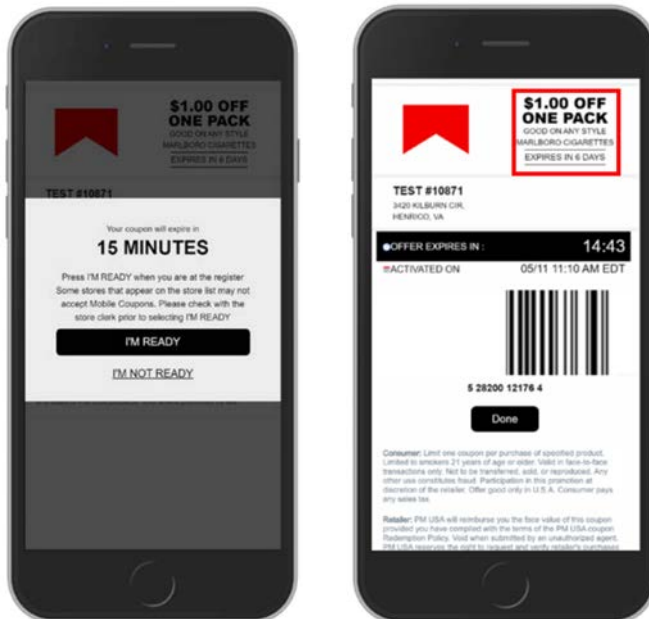 $1.00 OFF
ONE PACK
GOOD ON ANY STYLE
MARLBORO CIGARETTES
EXPIRES IN 6 DAYS
TEST #10871
Your coupon will expire in
15 MINUTES
Press I'M READY when you are at the register
Some stores that appear on the store list may not
accept Mobile Coupons. Please check with the
store clerk prior to selecting I'M READY
I'M READY
I'M NOT READY
$1.00 OFF
ONE PACK
GOOD ON ANY STYLE
MARLBORO CIGARETTES
EXPIRES IN 6 DAYS
TEST #10871
3420 KILBURN CIR,
HENRICO, VA
OFFER EXPIRES IN : 14:43
ACTIVATED ON 05/11 11:10 AM EDT
5 28200 12176 4
Done
Consumer: Limit one coupon per purchase of specified product.
Limited to smokers 21 years of age or older. Valid in face-to-face
transactions only. Not to be transferred, sold, or reproduced. Any
other use constitutes fraud. Participation in this promotion at
discretion of the retailer. Offer good only in U.S.A. Consumer pays
any sales tax.
Retailer: PM USA will reimburse you the face value of this coupon
provided you have complied with the terms of the PM USA coupon
Redemption Policy. Void when submitted by an unauthorized agent.
PM USA reserves the right to request and verify retailer's purchases